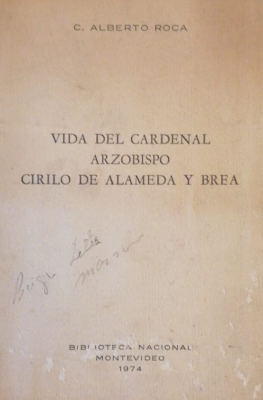 C. ALBERTO ROCA
VIDA DEL CARDENAL
ARZOBISPO
CIRILO DE ALAMEDA Y BREA
BIBLIOTECA NACIONAL
MONTEVIDEO
1974